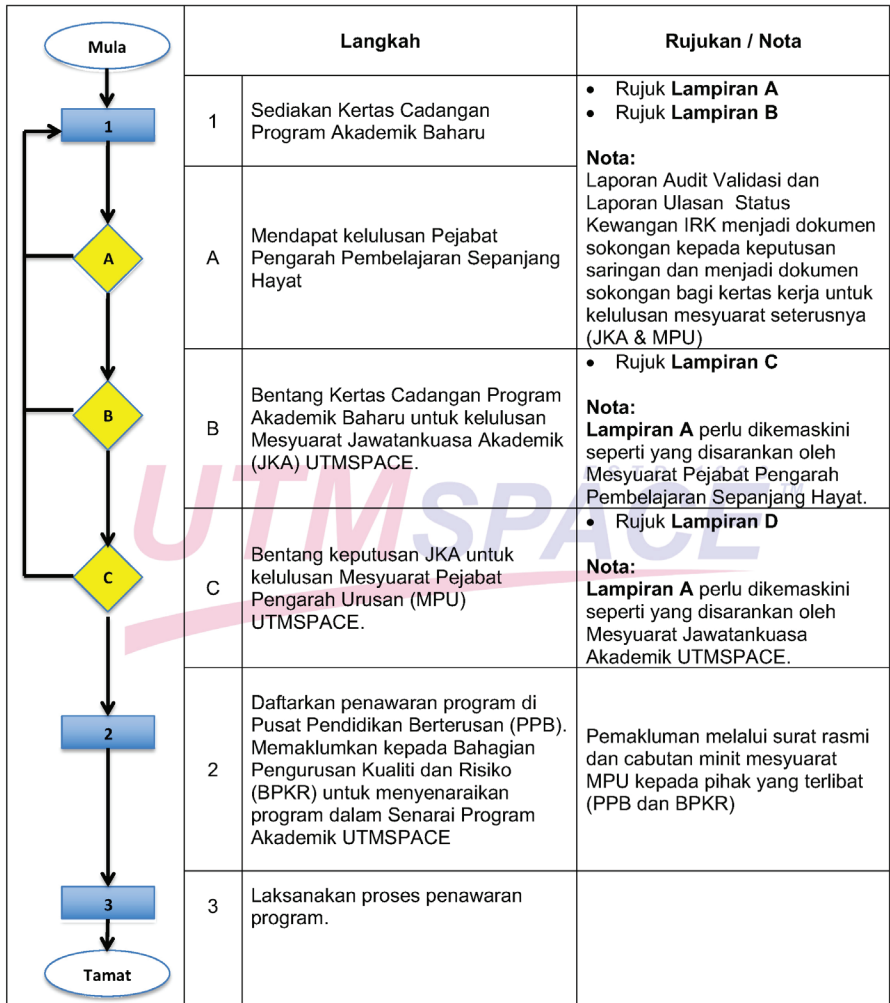 Mula
1
A
B
C
2
3
Tamat
Langkah
Rujukan / Nota
1
Sediakan Kertas Cadangan
Program Akademik Baharu
• Rujuk Lampiran A
• Rujuk Lampiran B
Nota:
Laporan Audit Validasi dan
Laporan Ulasan Status
Kewangan IRK menjadi dokumen
sokongan kepada keputusan
saringan dan menjadi dokumen
sokongan bagi kertas kerja untuk
kelulusan mesyuarat seterusnya
(JKA & MPU)
A
Mendapat kelulusan Pejabat
Pengarah Pembelajaran Sepanjang
Hayat
B
Bentang Kertas Cadangan Program
Akademik Baharu untuk kelulusan
Mesyuarat Jawatankuasa Akademik
(JKA) UTMSPACE.
• Rujuk Lampiran C
Nota:
Lampiran A perlu dikemaskini
seperti yang disarankan oleh
Mesyuarat Pejabat Pengarah
Pembelajaran Sepanjang Hayat.
C
Bentang keputusan JKA untuk
kelulusan Mesyuarat Pejabat
Pengarah Urusan (MPU)
UTMSPACE.
• Rujuk Lampiran D
Nota:
Lampiran A perlu dikemaskini
seperti yang disarankan oleh
Mesyuarat Jawatankuasa
Akademik UTMSPACE.
2
Daftarkan penawaran program di
Pusat Pendidikan Berterusan (PPB).
Memaklumkan kepada Bahagian
Pengurusan Kualiti dan Risiko
(BPKR) untuk menyenaraikan
program dalam Senarai Program
Akademik UTMSPACE
Pemakluman melalui surat rasmi
dan cabutan minit mesyuarat
MPU kepada pihak yang terlibat
(PPB dan BPKR)
3
Laksanakan proses penawaran
program.
UTMSPACE TM